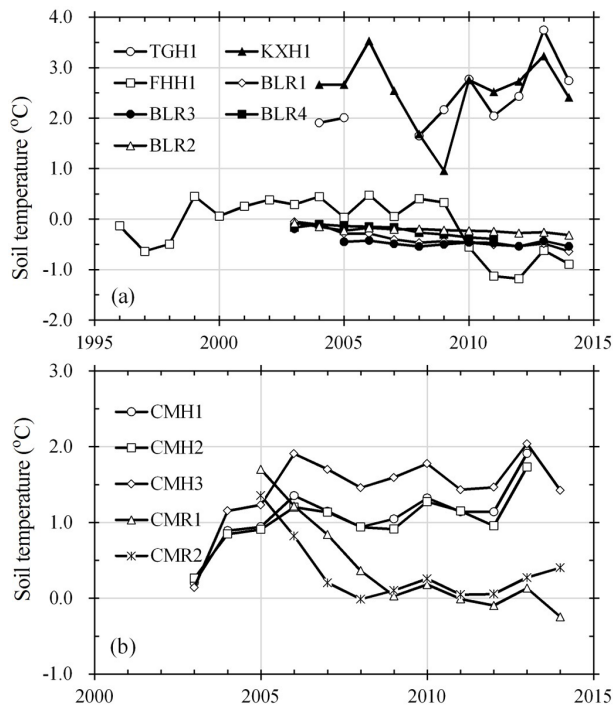 4.0
3.0
2.0
1.0
0.0
-1.0
-2.0
Soil temperature (°C)
TGH1 KXH1
FHH1 BLR1
BLR3 BLR4
BLR2
(a)
1995 2000 2005 2010 2015
3.0
2.0
1.0
0.0
-1.0
Soil temperature (°C)
CMH1
CMH2
CMH3
CMR1
CMR2
(b)
2000 2005 2010 2015